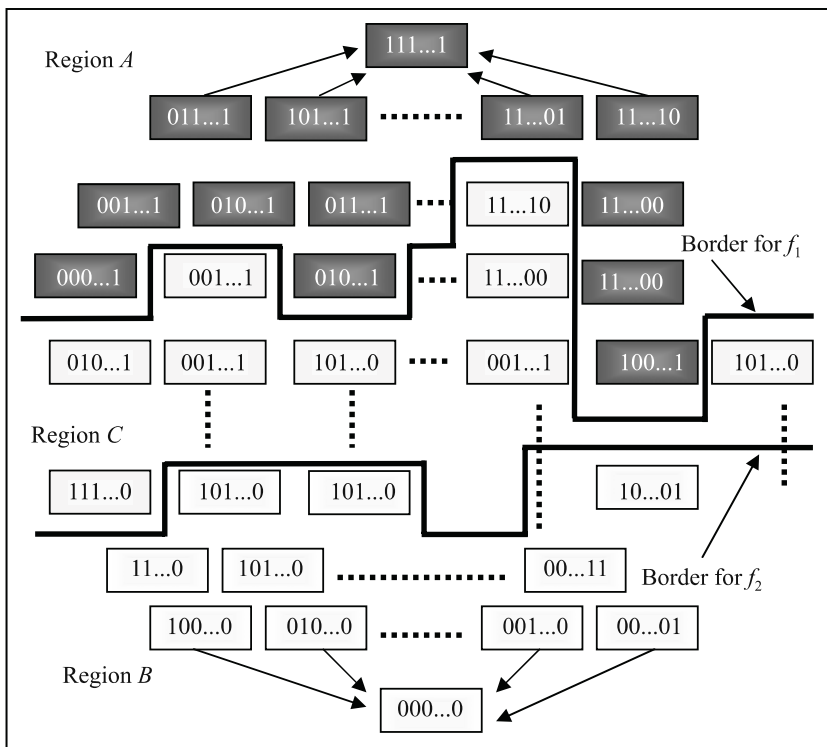 111...1
Region A
011...1 101...1 11...01 11...10
001...1 010...1 011...1 11...10 11...00
Border for f1
000...1 001...1 010...1 11...00 11...00
010...1 001...1 101...0 001...1 100...1 101...0
Region C
111...0 101...0 101...0 10...01
11...0 101...0 00...11
Border for f2
100...0 010...0 001...0 00...01
Region B
000...0